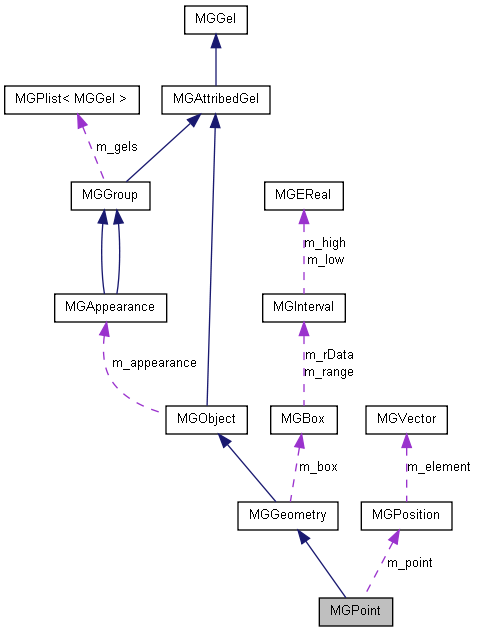 MGGel
MGPlist< MGGel >
MGAttribedGel
m_gels
MGGroup
MGEReal
m_high
m_low
MGAppearance
MGInterval
m_appearance
m_rData
m_range
MGObject
MGBox
MGVector
m_box
m_element
MGGeometry
MGPosition
m_point
MGPoint